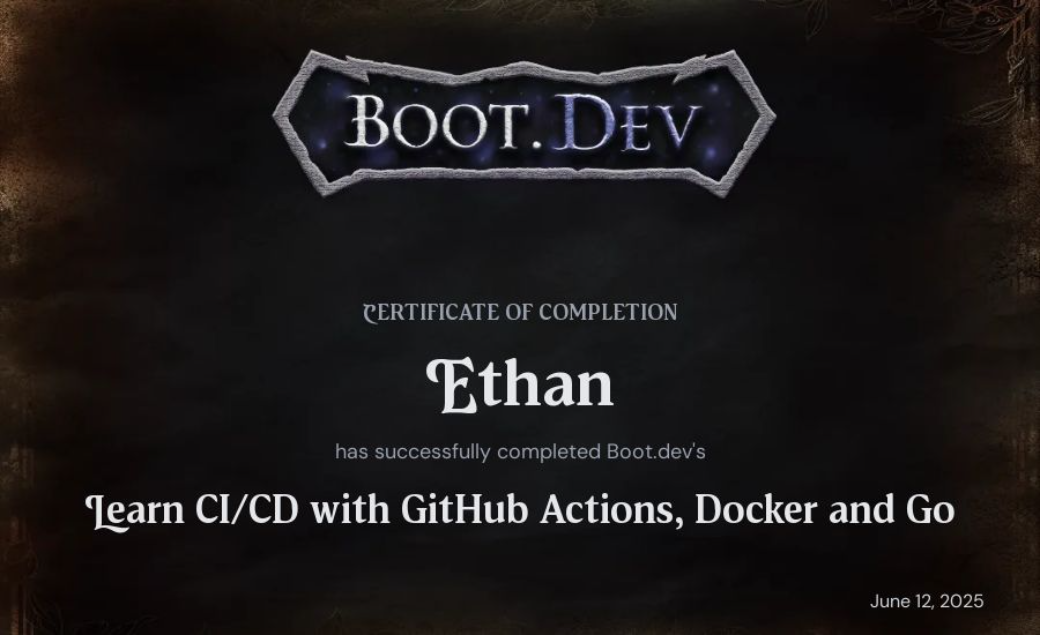 BOOT.DEV
CERTIFICATE OF COMPLETION
Ethan
has successfully completed Boot.dev's
Learn CI/CD with GitHub Actions, Docker and Go
June 12, 2025